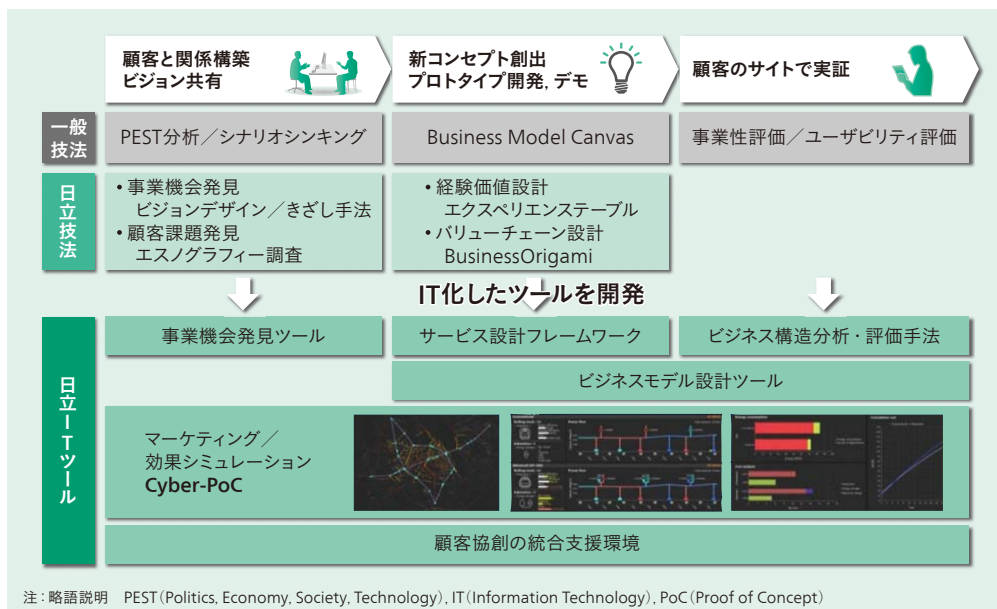 顧客と関係構築
ビジョン共有
新コンセプト創出
プロトタイプ開発, デモ
顧客のサイトで実証
一般
技法
PEST分析／シナリオシンキング
Business Model Canvas
事業性評価／ユーザビリティ評価
日立技法
・事業機会発見
ビジョンデザイン／きざし手法
・顧客課題発見
エスノグラフィー調査
・経験価値設計
エクスペリエンステーブル
・バリューチェーン設計
BusinessOrigami
IT化したツールを開発
日立ITツール
事業機会発見ツール
サービス設計フレームワーク
ビジネス構造分析・評価手法
ビジネスモデル設計ツール
マーケティング／
効果シミュレーション
Cyber-PoC
顧客協創の統合支援環境
注：略語説明　PEST（Politics, Economy, Society, Technology）, IT（Information Technology）, PoC（Proof of Concept）